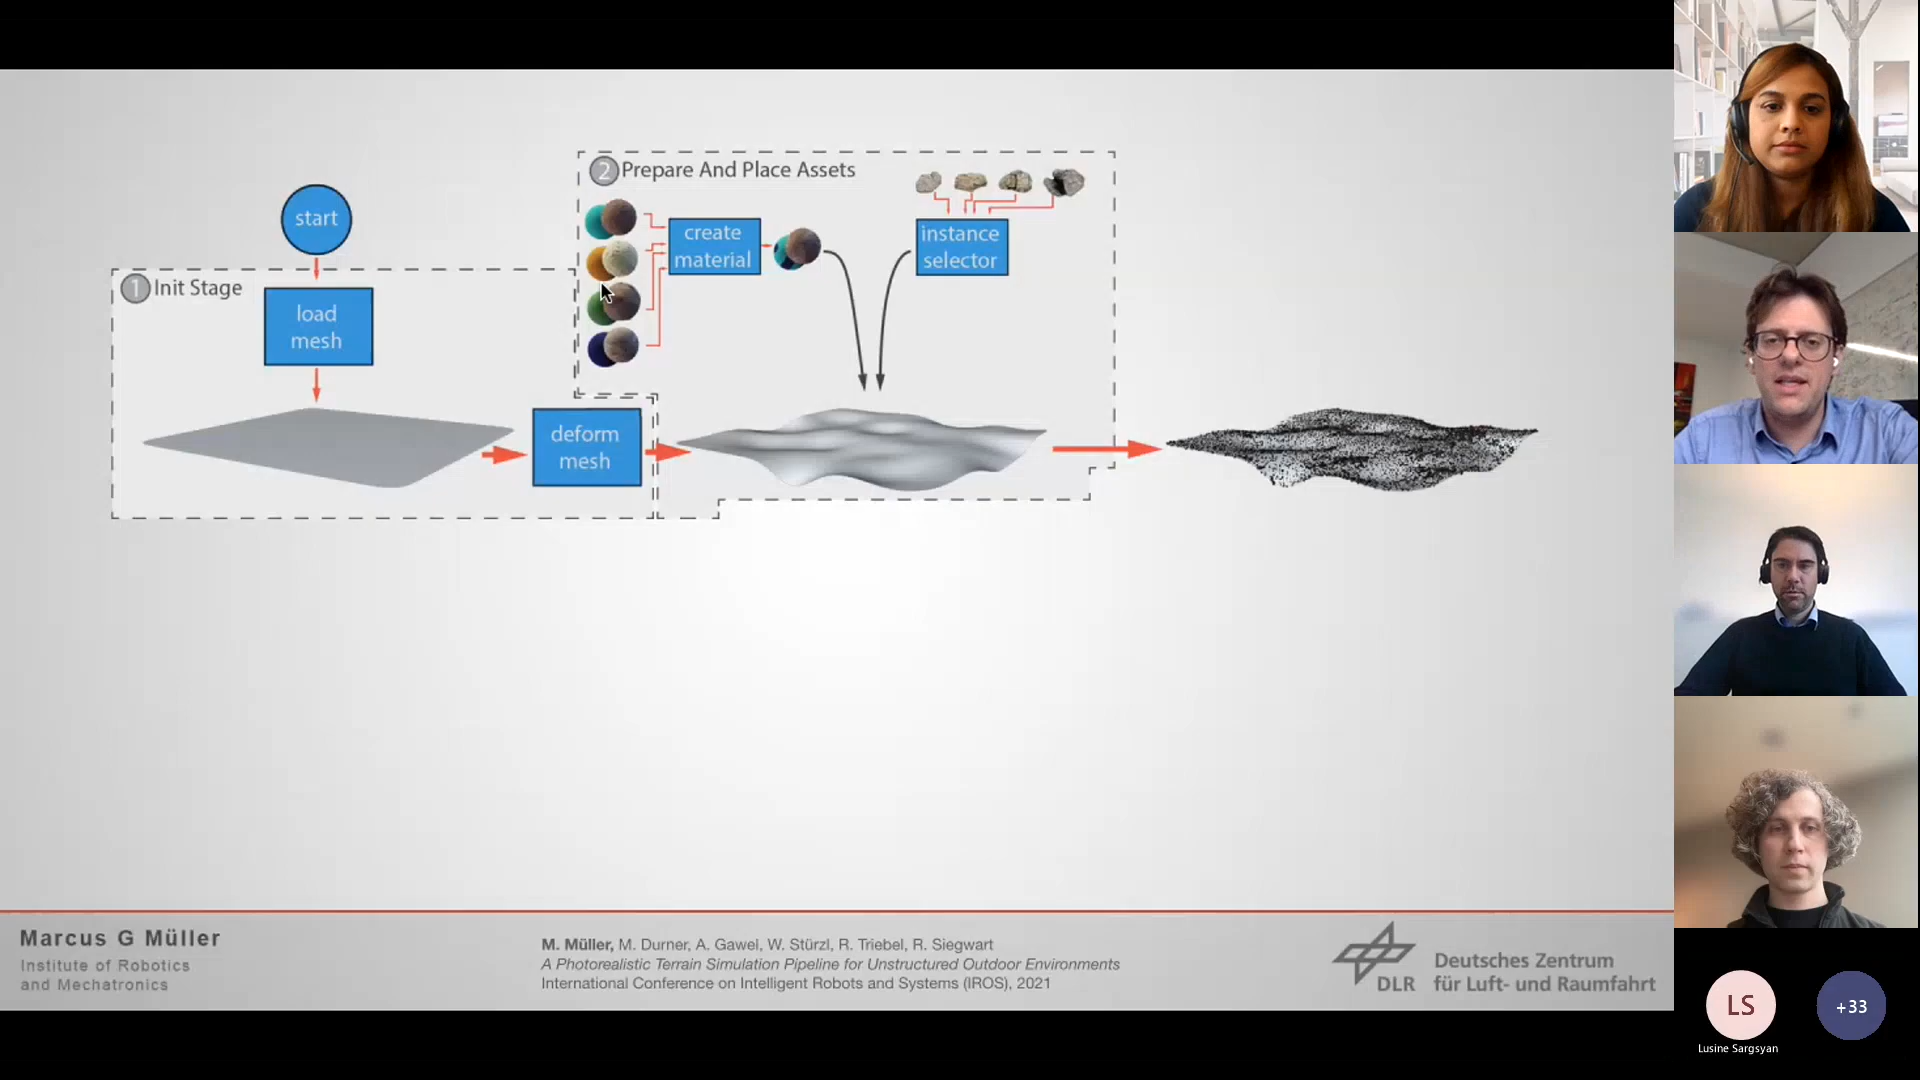 2 Prepare And Place Assets
start
create
material
instance
selector
1 Init Stage
load
mesh
deform
mesh
Marcus G Müller
Institute of Robotics
and Mechatronics
M. Müller, M. Durner, A. Gawel, W. Stürzl, R. Triebel, R. Siegwart
A Photorealistic Terrain Simulation Pipeline for Unstructured Outdoor Environments
International Conference on Intelligent Robots and Systems (IROS), 2021
DLR
Deutsches Zentrum
für Luft- und Raumfahrt
LS
Lusine Sargsyan
+33